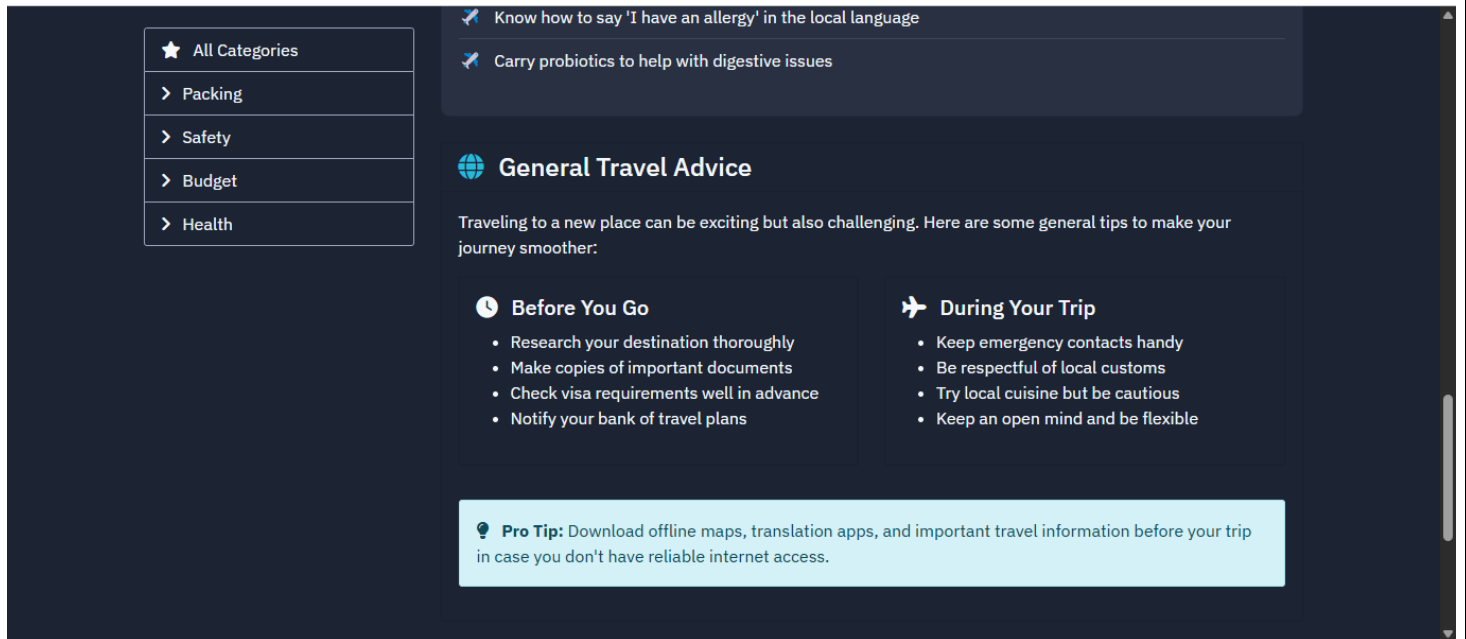 All Categories
Packing
Safety
Budget
Health
Know how to say 'I have an allergy' in the local language
Carry probiotics to help with digestive issues
General Travel Advice
Traveling to a new place can be exciting but also challenging. Here are some general tips to make your
journey smoother:
Before You Go
Research your destination thoroughly
Make copies of important documents
Check visa requirements well in advance
Notify your bank of travel plans
During Your Trip
Keep emergency contacts handy
Be respectful of local customs
Try local cuisine but be cautious
Keep an open mind and be flexible
Pro Tip: Download offline maps, translation apps, and important travel information before your trip
in case you don't have reliable internet access.